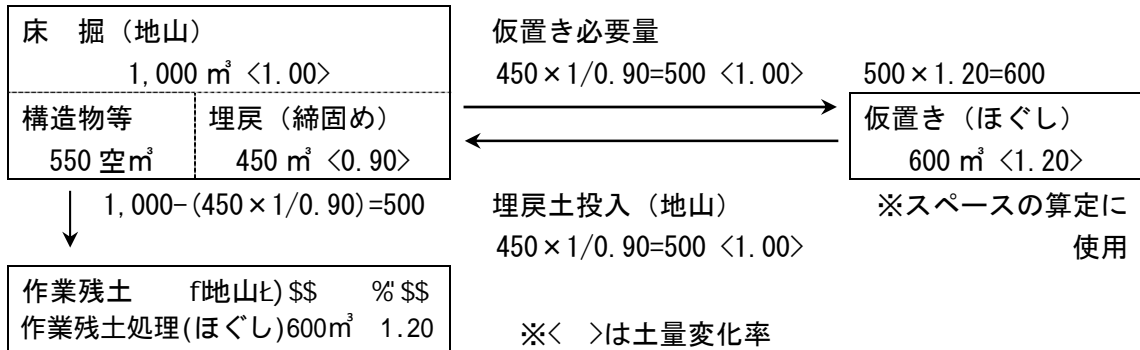 床　掘（地山）
1,000 ㎥ <1.00>
構造物等
550 空㎥
埋戻（締固め）
450 ㎥ <0.90>
仮置き必要量
450×1/0.90=500 <1.00>
500×1.20=600
仮置き（ほぐし）
600 ㎥ <1.20>
1,000-(450×1/0.90)=500
埋戻土投入（地山）
450×1/0.90=500 <1.00>
※スペースの算定に
使用
作業残土　f地山Ł) $$　%" $$
作業残土処理(ほぐし)600㎥　1.20
※<　>は土量変化率